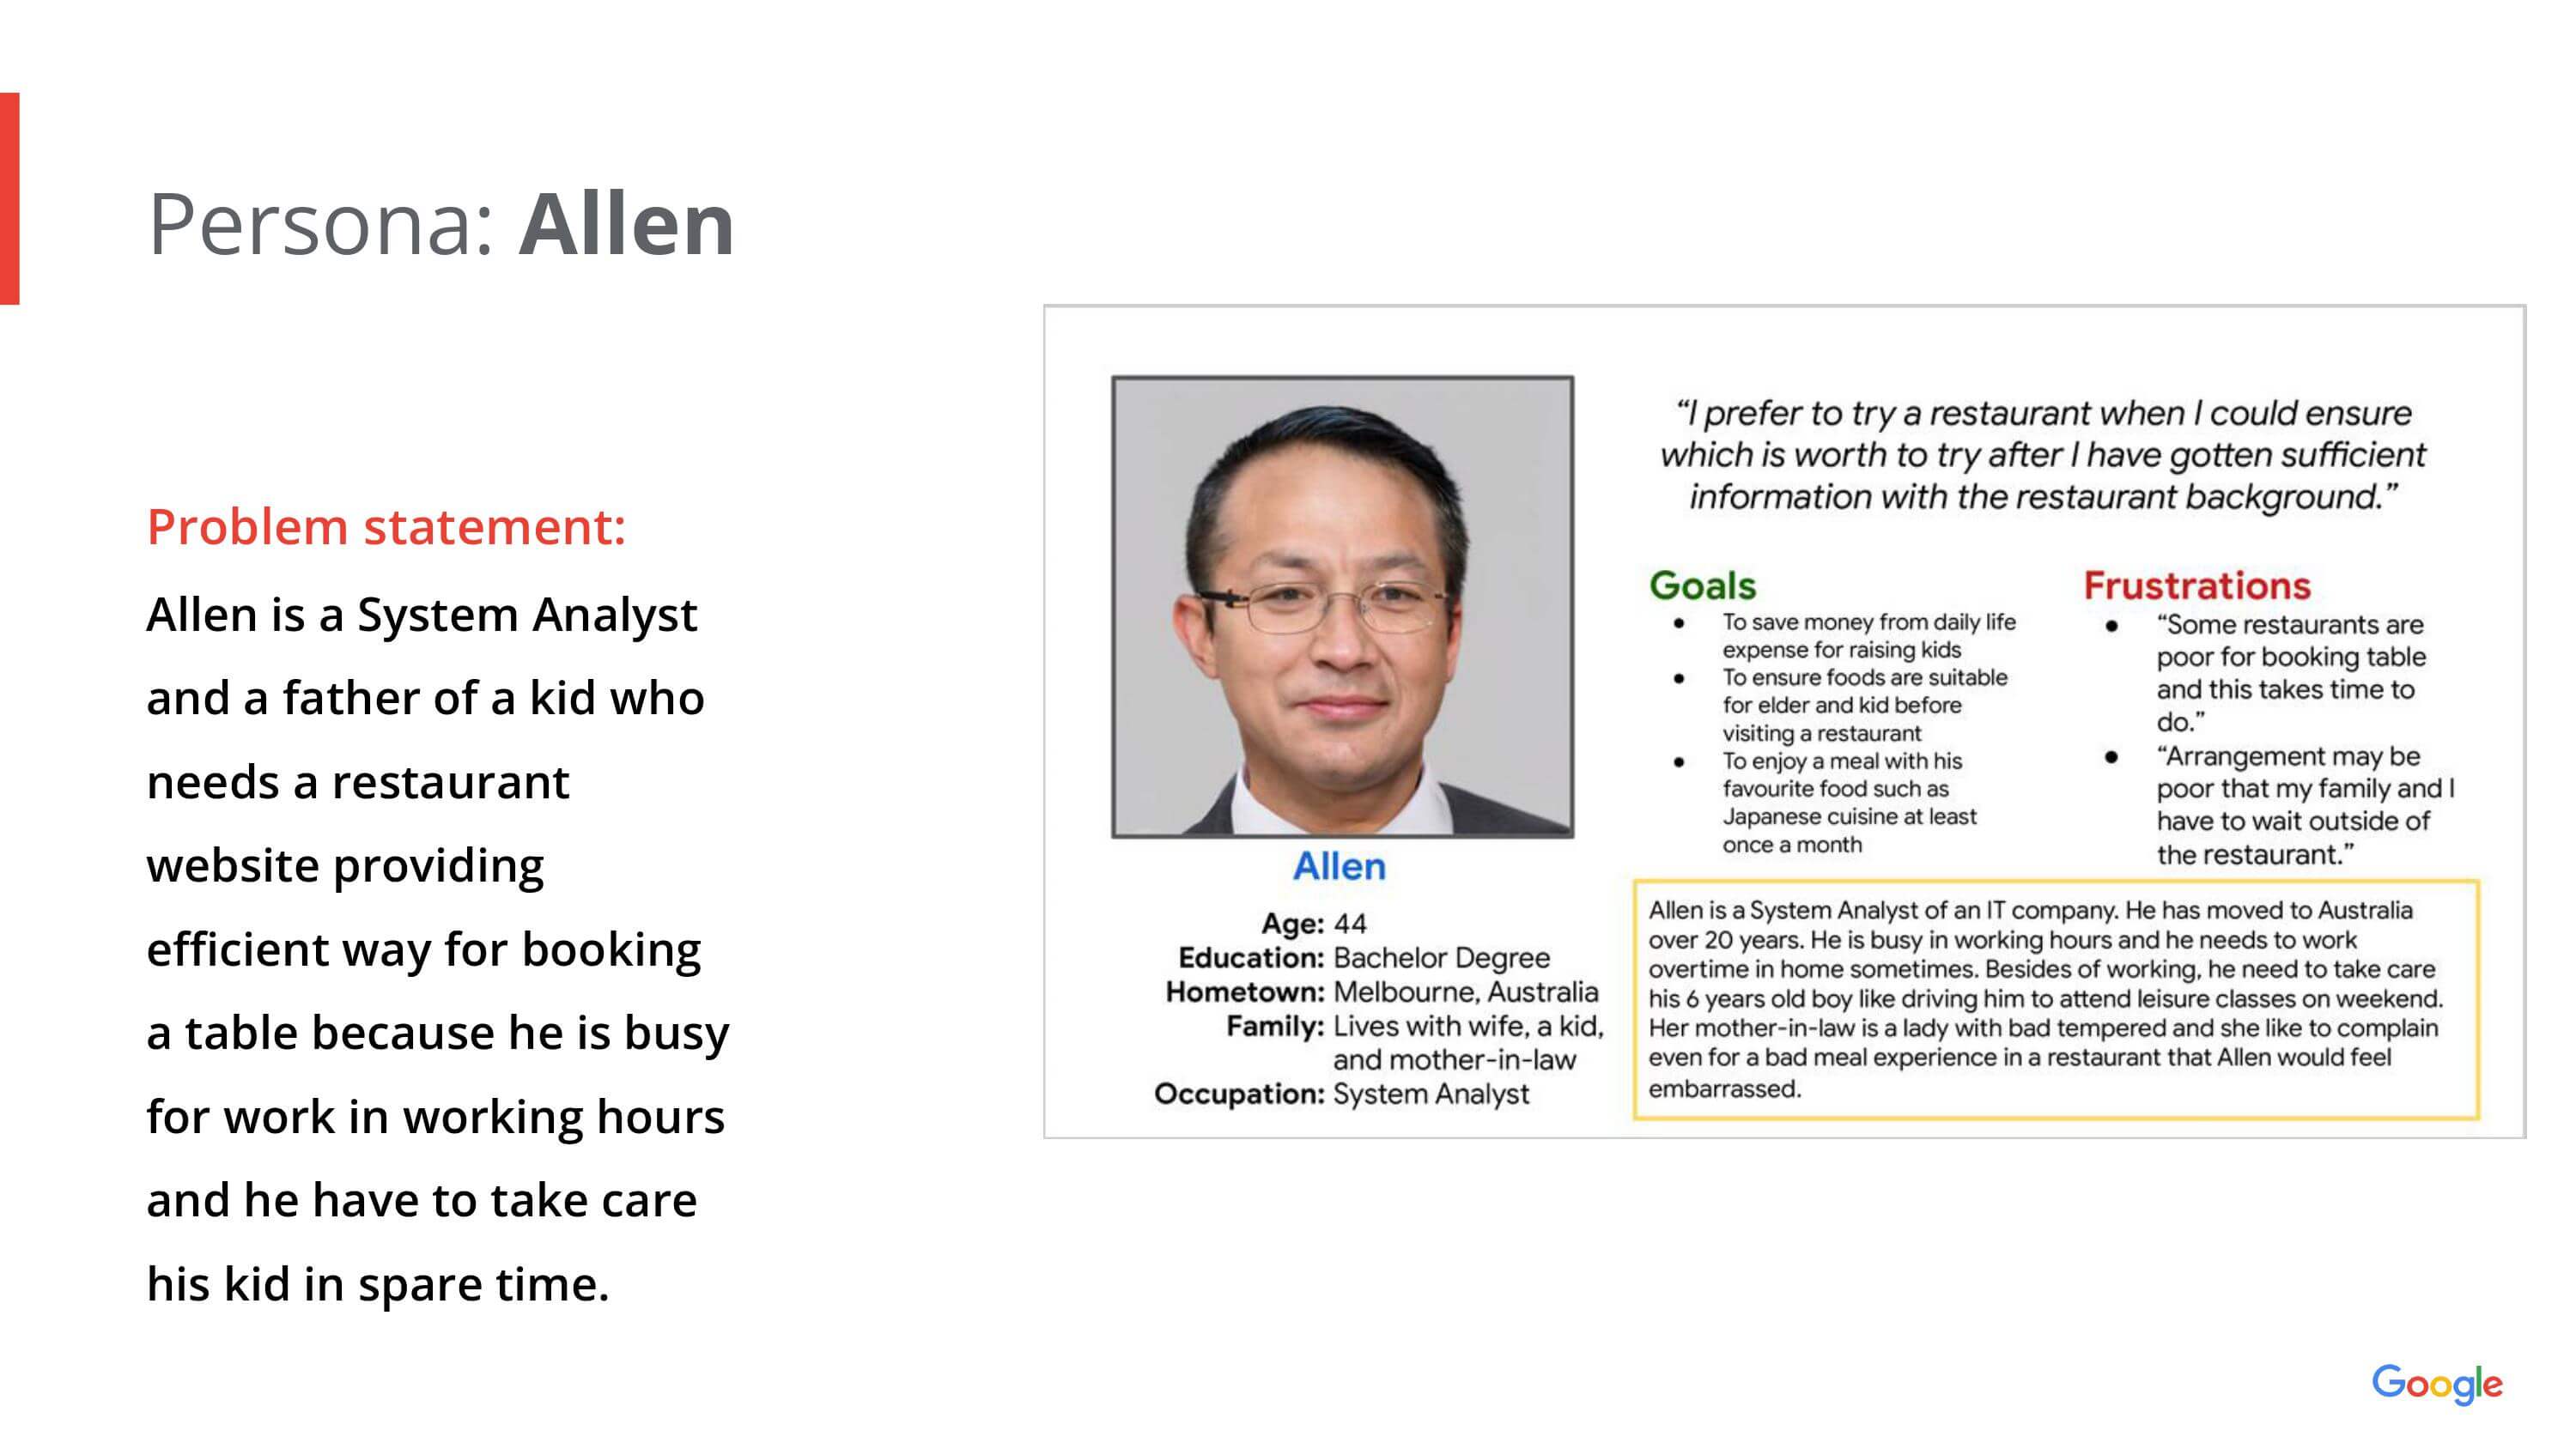 Persona: Allen
Problem statement:
Allen is a System Analyst
and a father of a kid who
needs a restaurant
website providing
efficient way for booking
a table because he is busy
for work in working hours
and he have to take care
his kid in spare time.
“I prefer to try a restaurant when I could ensure
which is worth to try after I have gotten sufficient
information with the restaurant background.”
Goals
● To save money from daily life
expense for raising kids
● To ensure foods are suitable
for elder and kid before
visiting a restaurant
● To enjoy a meal with his
favourite food such as
Japanese cuisine at least
once a month
Frustrations
● “Some restaurants are
poor for booking table
and this takes time to
do.”
● “Arrangement may be
poor that my family and I
have to wait outside of
the restaurant.”
Allen
Age: 44
Education: Bachelor Degree
Hometown: Melbourne, Australia
Family: Lives with wife, a kid,
and mother-in-law
Occupation: System Analyst
Allen is a System Analyst of an IT company. He has moved to Australia
over 20 years. He is busy in working hours and he needs to work
overtime in home sometimes. Besides of working, he need to take care
his 6 years old boy like driving him to attend leisure classes on weekend.
Her mother-in-law is a lady with bad tempered and she like to complain
even for a bad meal experience in a restaurant that Allen would feel
embarrassed.
Google